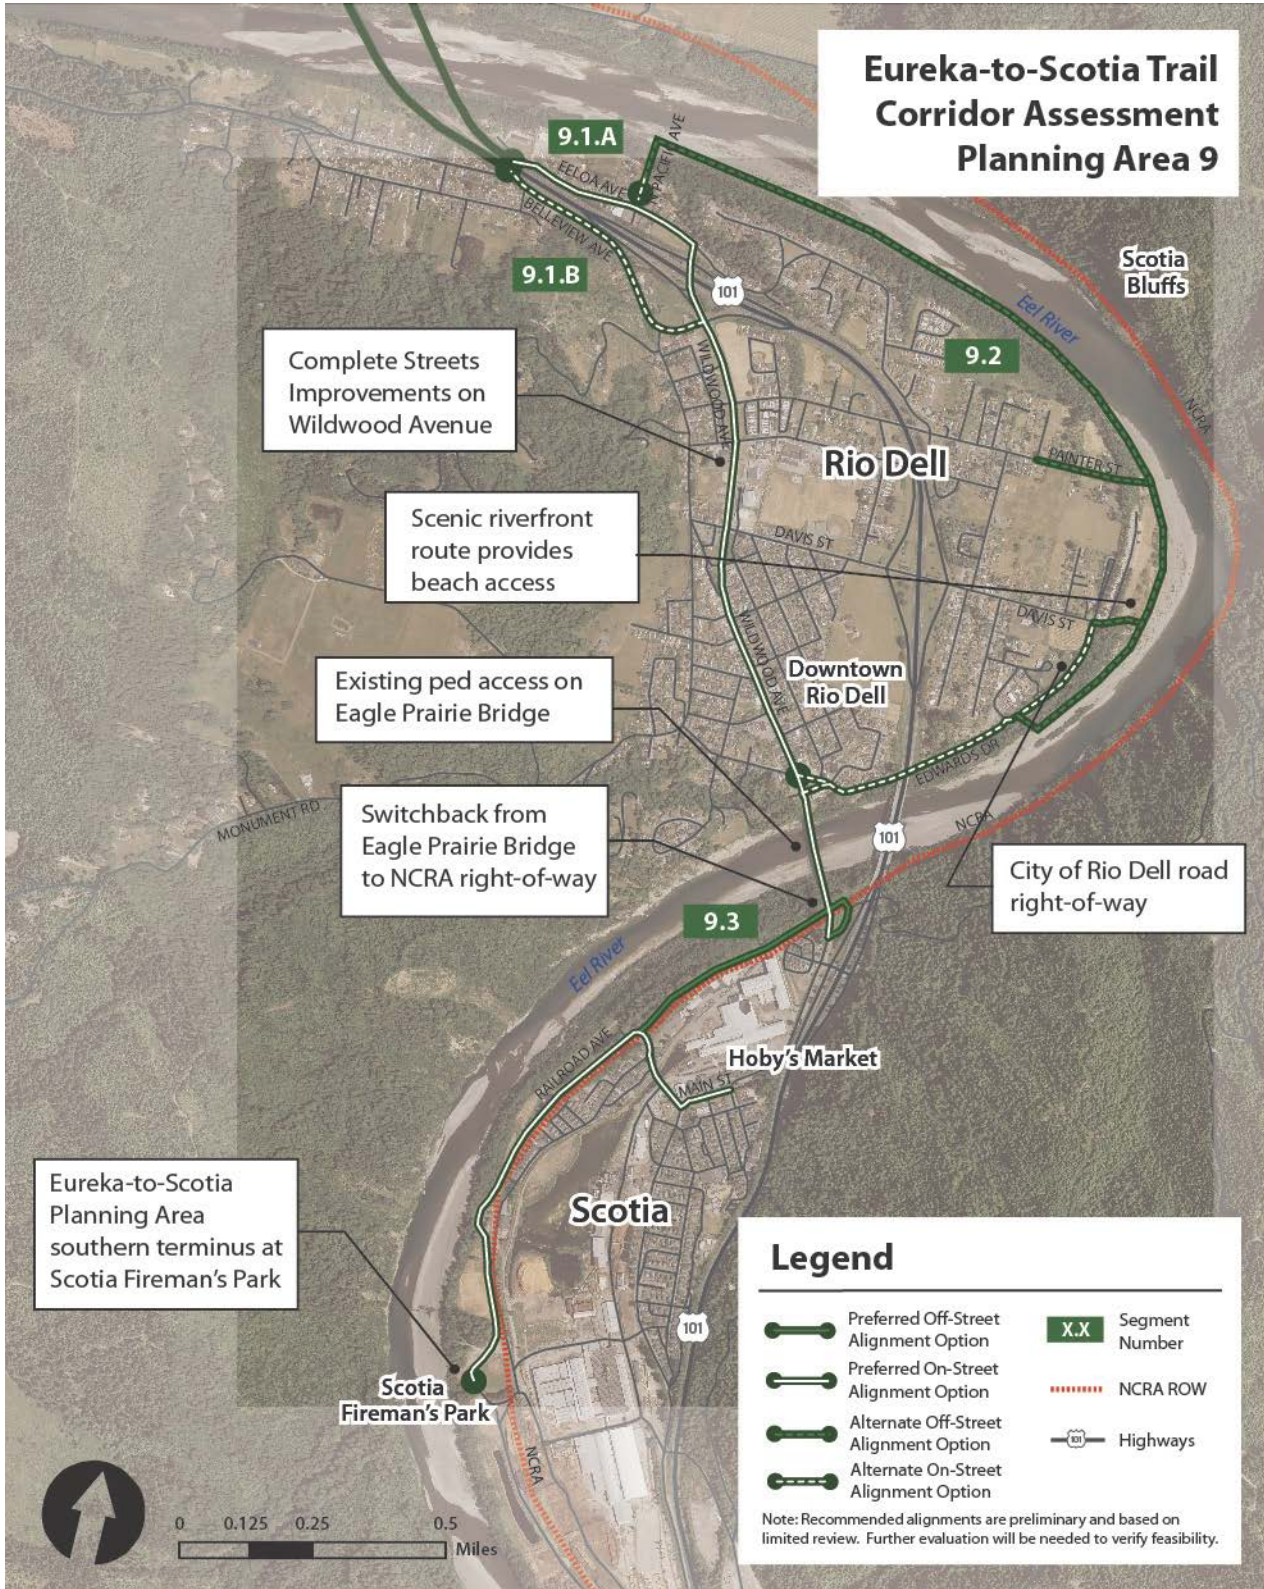 Eureka-to-Scotia Trail
Corridor Assessment
Planning Area 9
9.1.A
N PACIFIC AVE
EELOA AVE
BELLEVIEW AVE
9.1.B
101
Scotia
Bluffs
Eel River
9.2
NCRA
Complete Streets
Improvements on
Wildwood Avenue
WILDWOOD AVE
Rio Dell
PAINTER ST
Scenic riverfront
route provides
beach access
DAVIS ST
DAVIS ST
WILDWOOD AVE
Downtown
Rio Dell
Existing ped access on
Eagle Prairie Bridge
EDWARDS DR
MONUMENT RD
Switchback from
Eagle Prairie Bridge
to NCRA right-of-way
NCRA
101
City of Rio Dell road
right-of-way
9.3
Eel River
RAILROAD AVE
Hoby's Market
MAIN ST
Eureka-to-Scotia
Planning Area
southern terminus at
Scotia Fireman's Park
Scotia
101
Scotia
Fireman's Park
NCRA
Legend
Preferred Off-Street
Alignment Option
Preferred On-Street
Alignment Option
Alternate Off-Street
Alignment Option
Alternate On-Street
Alignment Option
X.X
Segment
Number
NCRA ROW
101
Highways
Note: Recommended alignments are preliminary and based on
limited review. Further evaluation will be needed to verify feasibility.
0 0.125 0.25 0.5
Miles